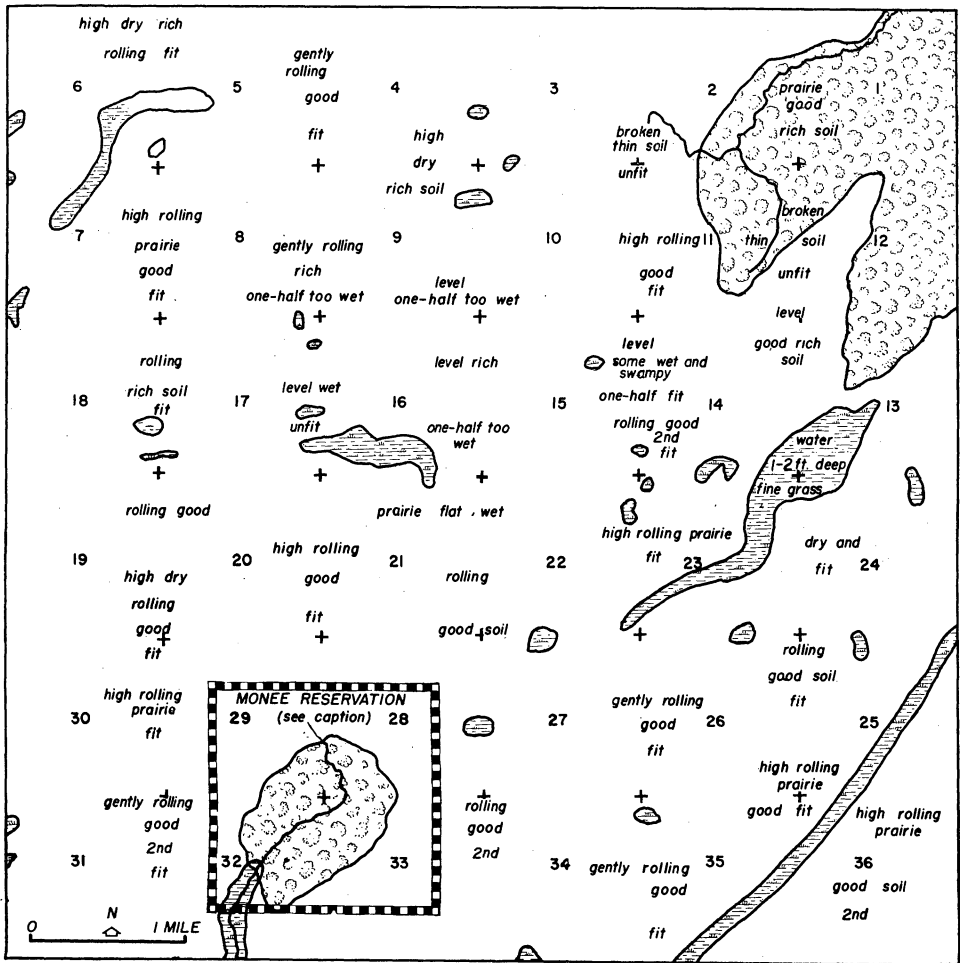 high dry rich
rolling fit
gently
rolling
good
fit
6
5
4
3
2
1
prairie
good
rich soil
high
dry
rich soil
broken
thin soil
unfit
high rolling
prairie
good
fit
7
8
9
10
11
12
gently rolling
rich
one-half too wet
level
one-half too wet
high rolling
good
fit
broken
thin soil
unfit
level
good rich
soil
rolling
rich soil
fit
level wet
unfit
level rich
one-half too
wet
level
some wet and
swampy
one-half fit
rolling good
2nd
fit
18
17
16
15
14
13
water
1-2 ft. deep
fine grass
rolling good
prairie flat wet
high rolling prairie
fit
dry and
fit
19
20
21
22
23
24
high dry
rolling
good
fit
high rolling
good
fit
rolling
good soil
rolling
good soil
fit
high rolling
prairie
fit
MONEE RESERVATION
(see caption)
30
29
28
27
26
25
gently rolling
good
fit
high rolling
prairie
good fit
high rolling
prairie
gently rolling
good
2nd
fit
rolling
good
2nd
31
32
33
34
35
36
gently rolling
good
fit
good soil
2nd
N
0 1 MILE